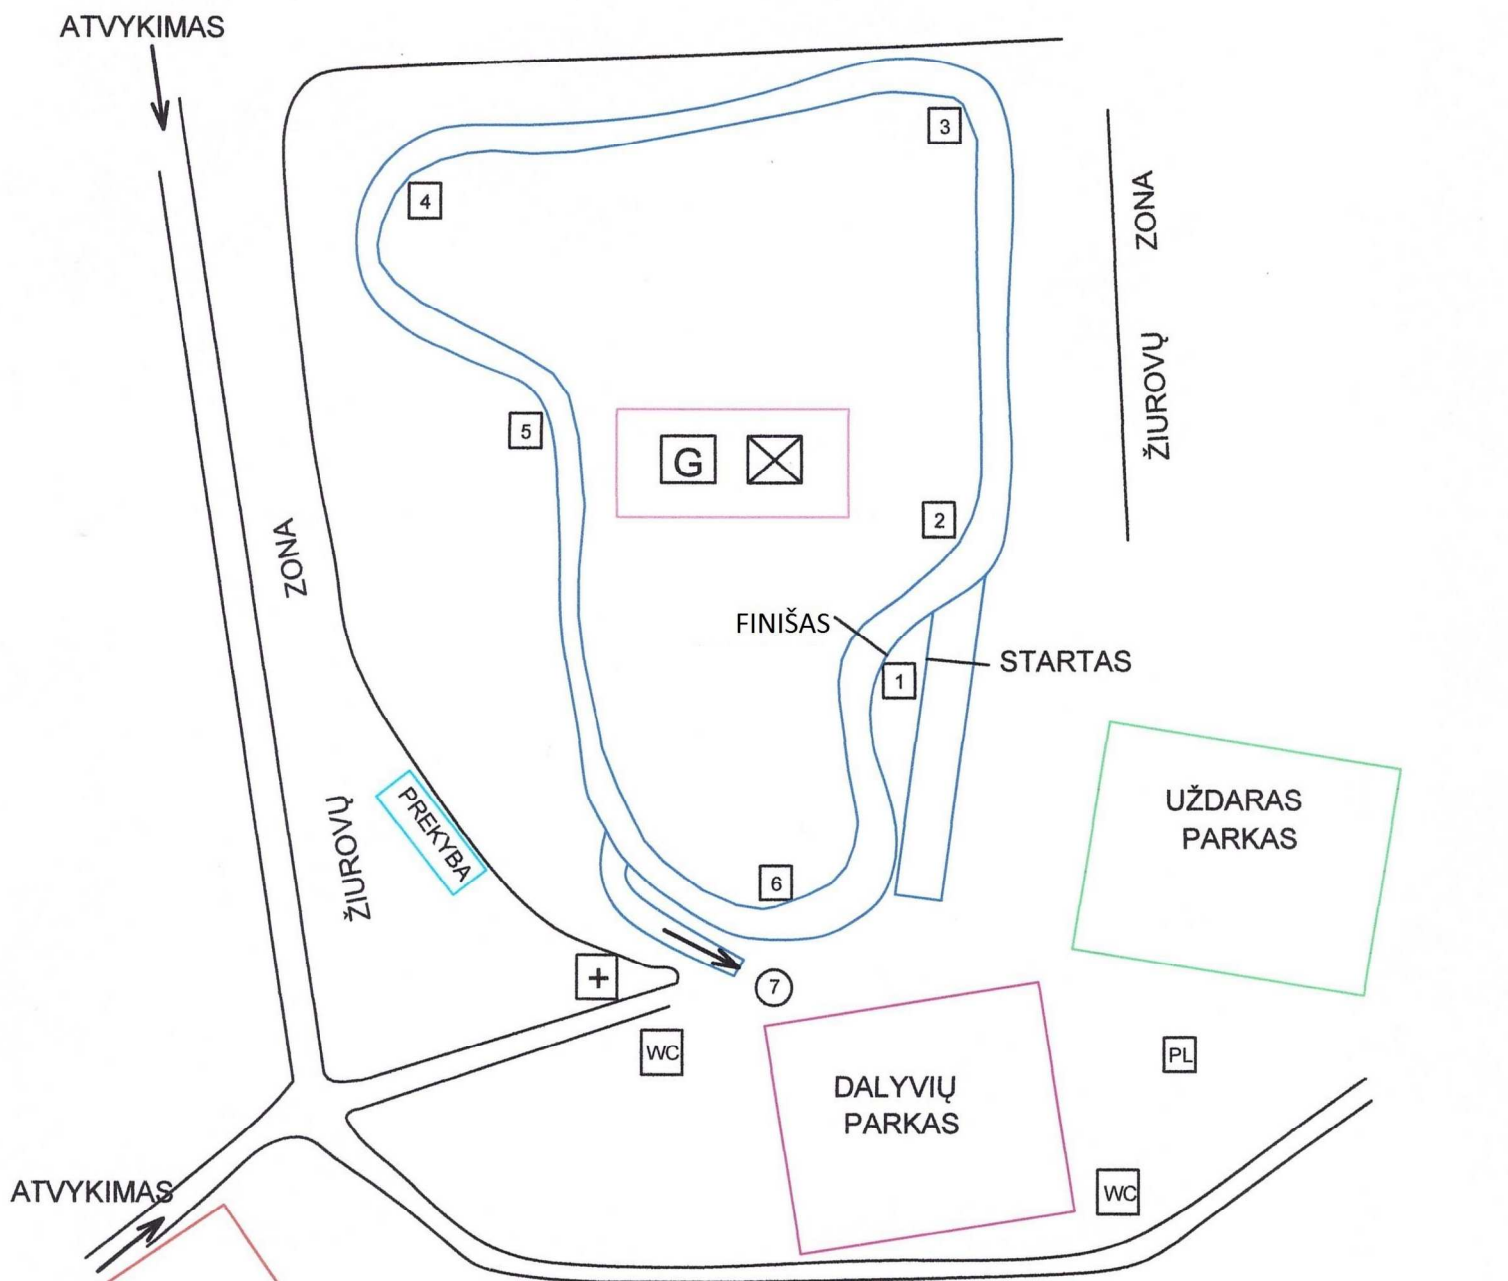 ATVYKIMAS
3
4
ZONA
ŽIUROVŲ
5
G
2
ZONA
FINIŠAS
STARTAS
1
UŽDARAS
PARKAS
PREKYBA
ŽIUROVŲ
6
+
7
WC
PL
DALYVIŲ
PARKAS
WC
ATVYKIMAS